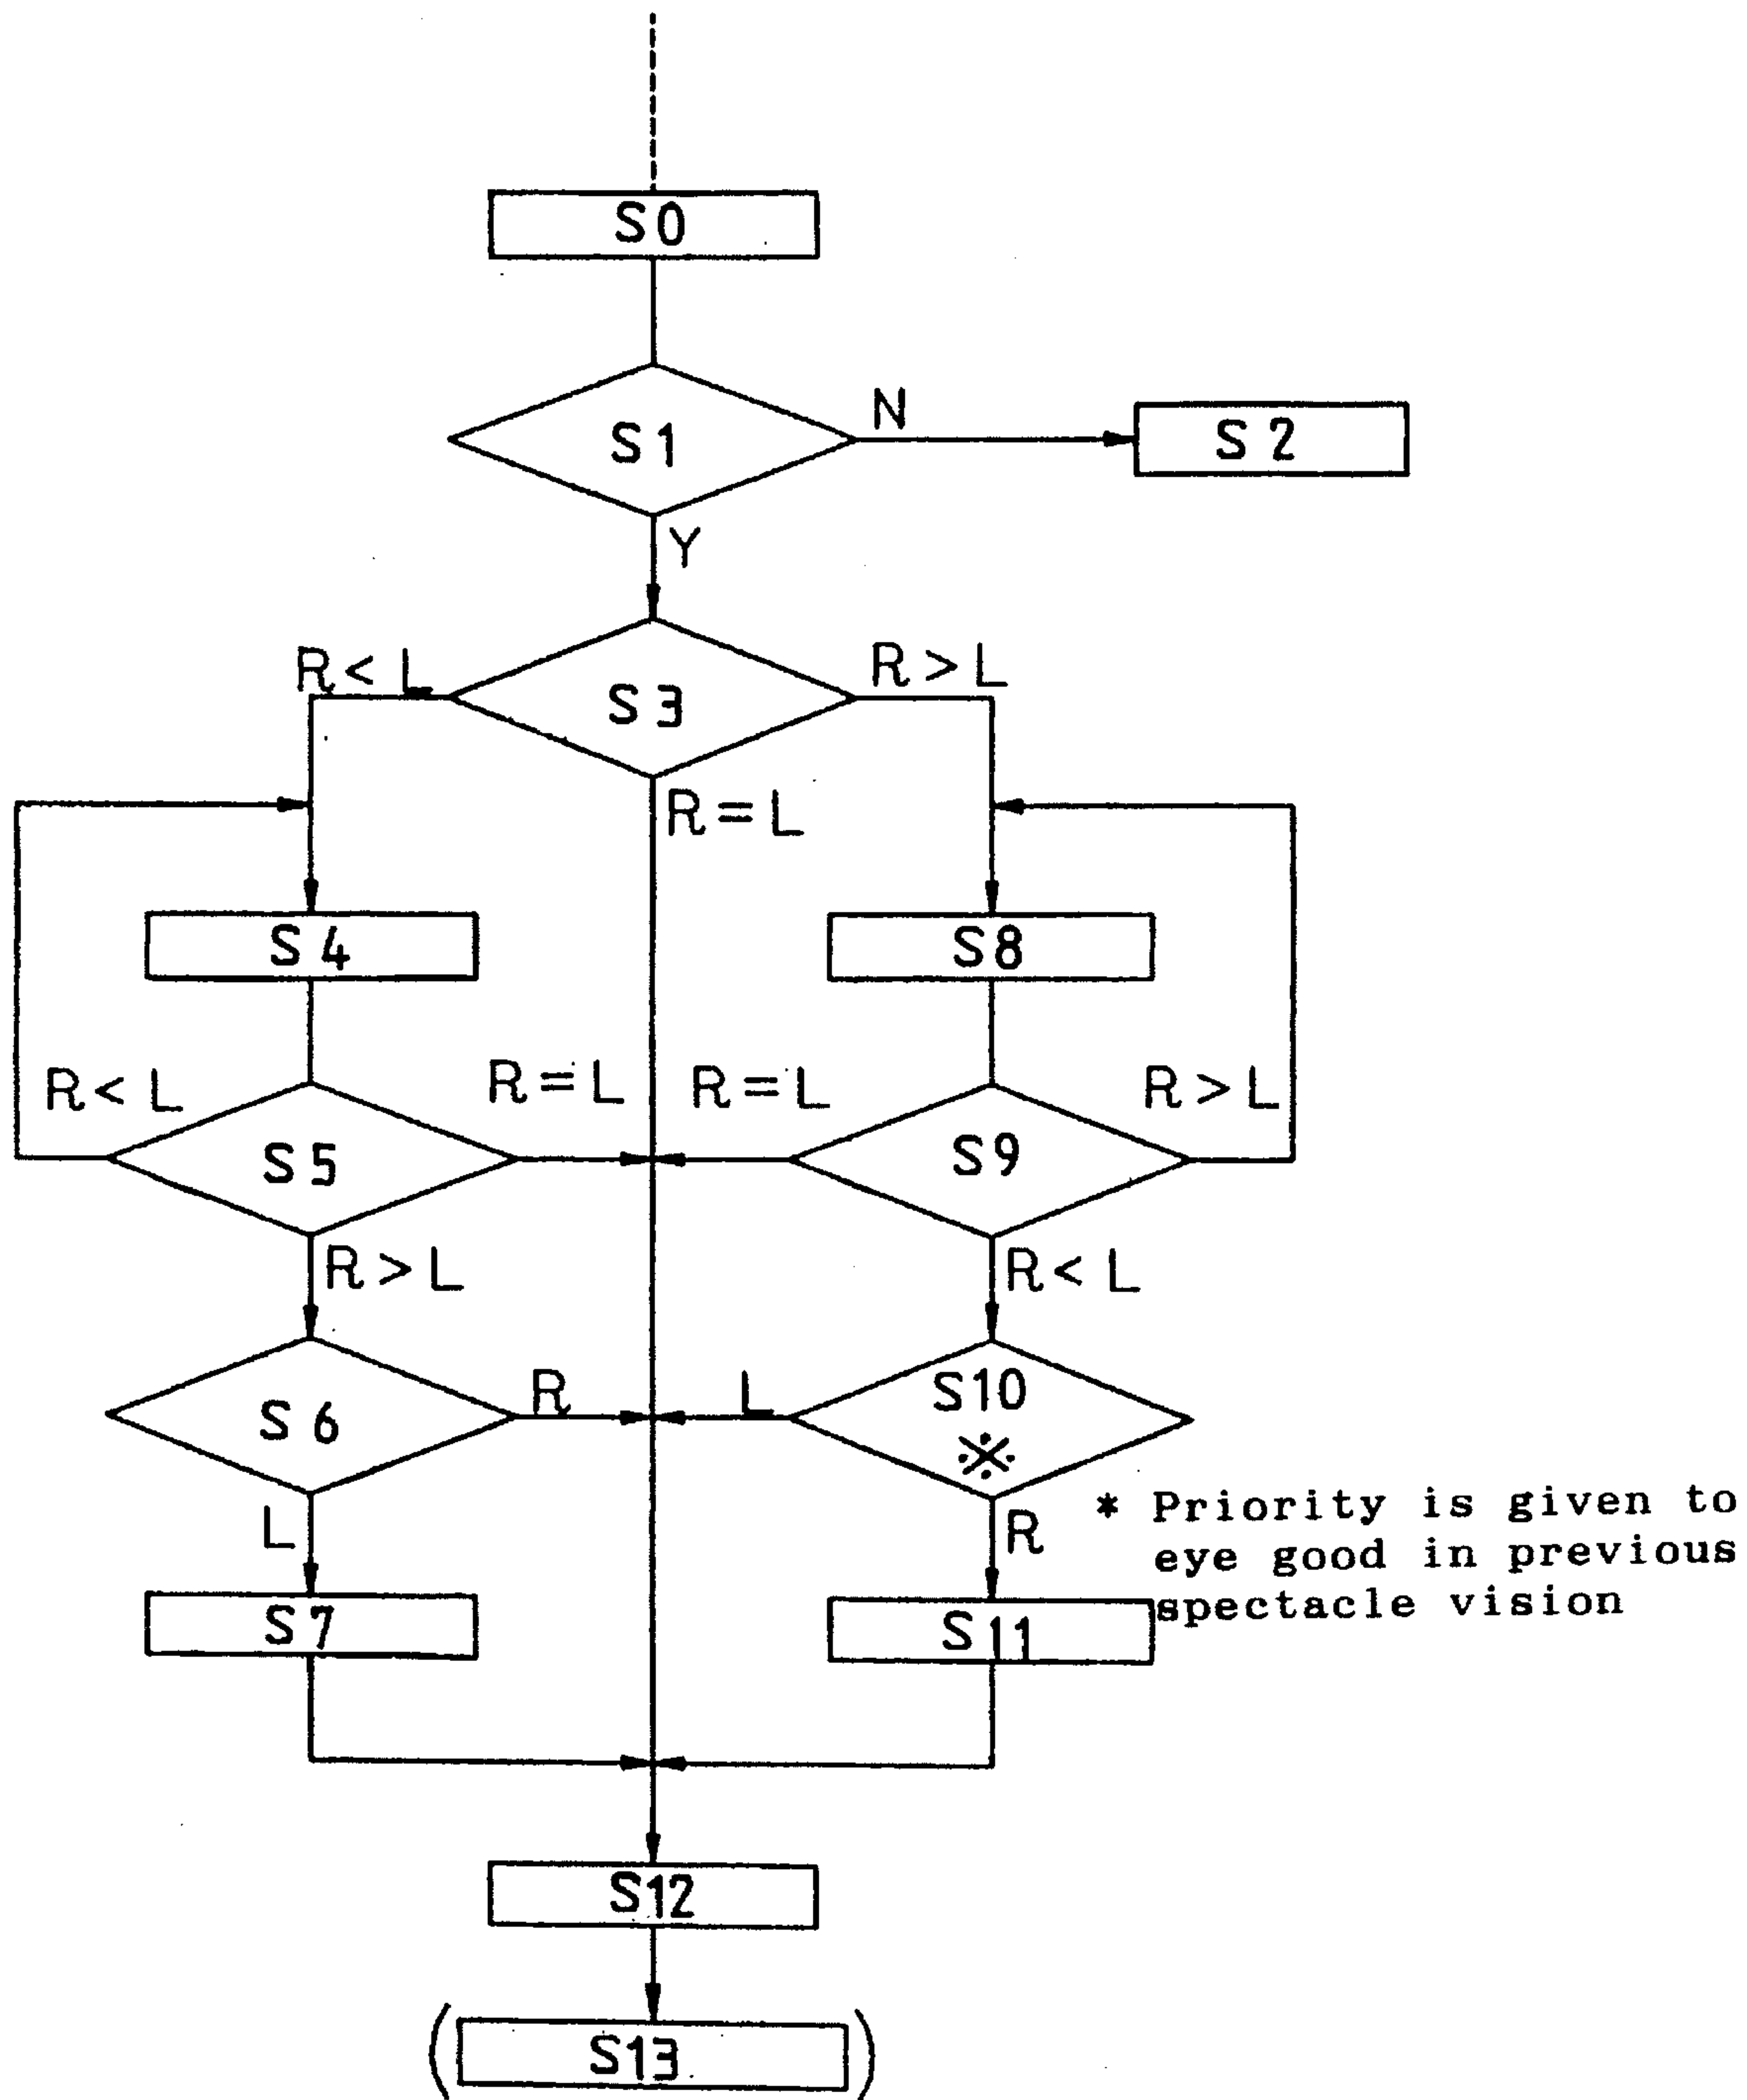 S0
S1
N
S2
Y
R<L
S3
R>L
R=L
S4
S8
R<L
R=L
R=L
R>L
S5
S9
R>L
R<L
S6
R
L
S10
※
L
R
* Priority is given to
eye good in previous
spectacle vision
S7
S11
S12
(S13)